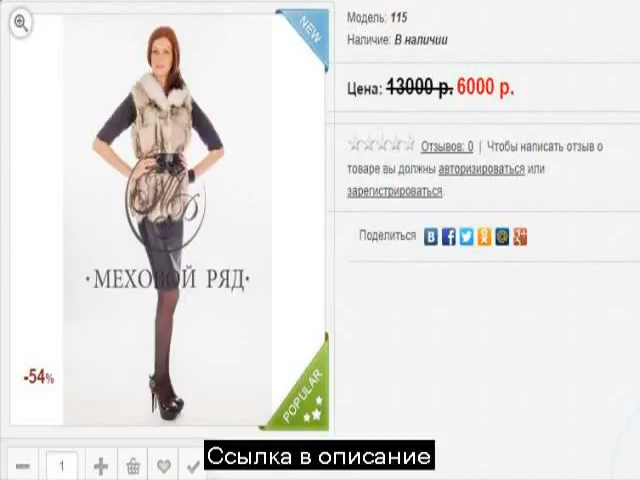 NEW
Модель: 115
Наличие: В наличии
Цена: 13000 р. 6000 р.
Отзывов: 0 | Чтобы написать отзыв о
товаре вы должны авторизироваться или
зарегистрироваться.
Поделиться
·МЕХОВОЙ РЯД·
-54%
POPULAR
1
Ссылка в описание